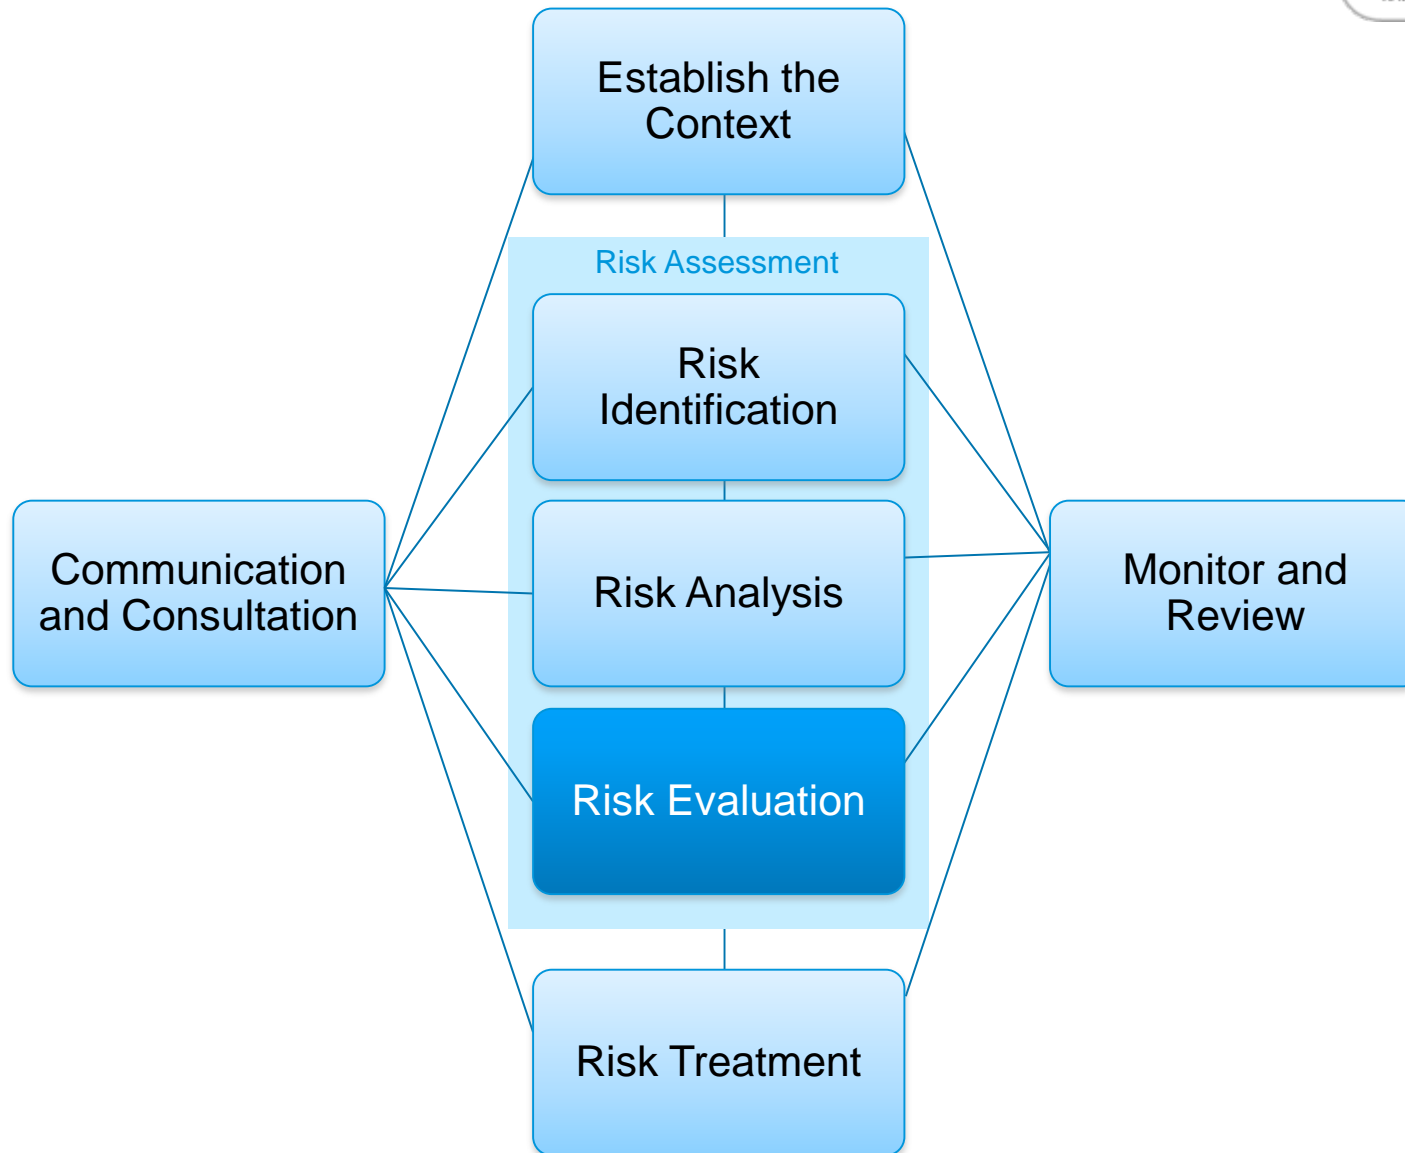 Establish the
Context
Risk Assessment
Risk
Identification
Communication
and Consultation
Risk Analysis
Monitor and
Review
Risk Evaluation
Risk Treatment